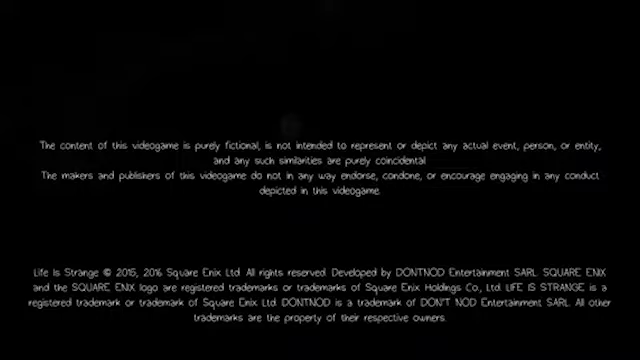 The content of this videogame is purely fictional, is not intended to represent or depict any actual event, person, or entity,
and any such similarities are purely coincidental
The makers and publishers of this videogame do not in any way endorse, condone, or encourage engaging in any conduct
depicted in this videogame.
Life Is Strange © 2015, 2016 Square Enix Ltd. All rights reserved. Developed by DONTNOD Entertainment SARL. SQUARE ENIX
and the SQUARE ENIX logo are registered trademarks or trademarks of Square Enix Holdings Co., Ltd. LIFE IS STRANGE is a
registered trademark or trademark of Square Enix Ltd. DONTNOD is a trademark of DON'T NOD Entertainment SARL. All other
trademarks are the property of their respective owners.